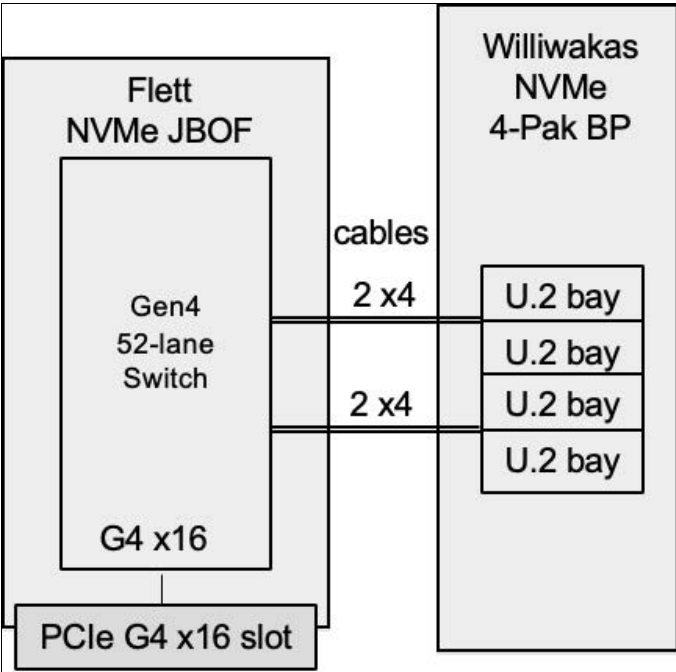 Flett
NVMe JBOF
Gen4
52-lane
Switch
G4 x16
PCIe G4 x16 slot
cables
2 x4
2 x4
Williwakas
NVMe
4-Pak BP
U.2 bay
U.2 bay
U.2 bay
U.2 bay